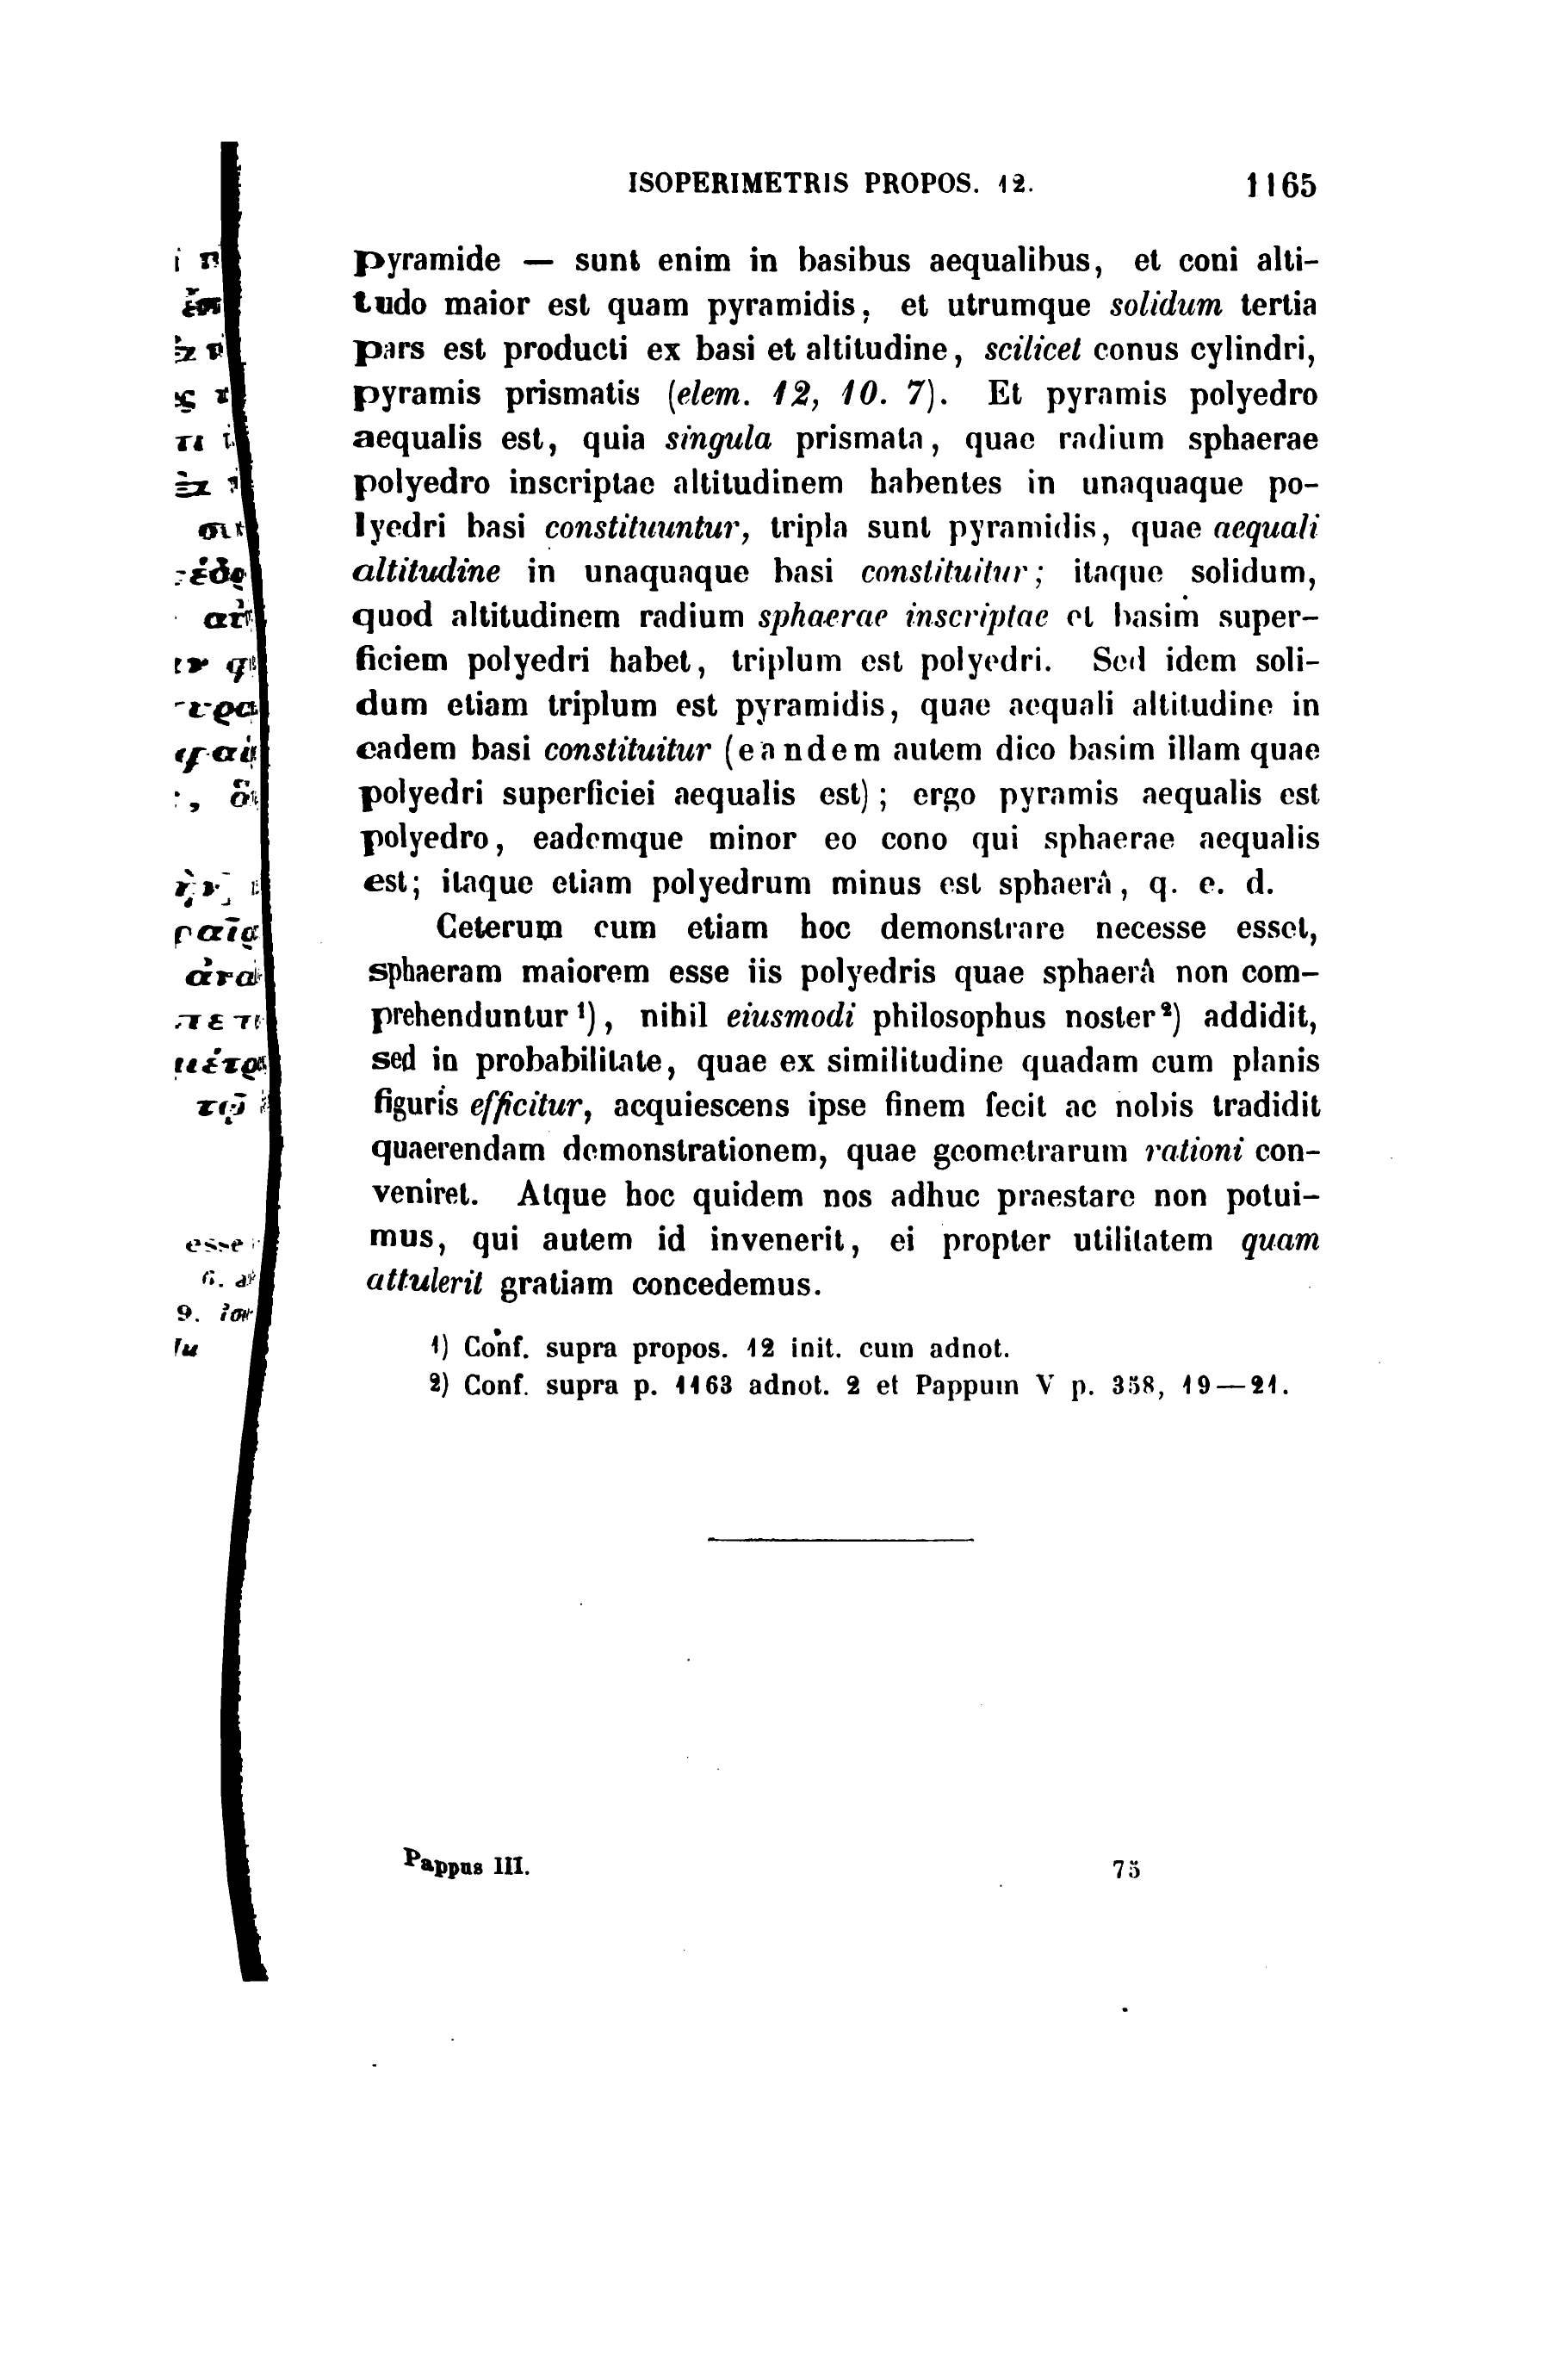 ISOPERIMETRIS PROPOS. 12. 1165
pyramide — sunt enim in basibus aequalibus, et coni alti-
tudo maior est quam pyramidis, et utrumque solidum tertia
pars est producti ex basi et altitudine, scilicet conus cylindri,
pyramis prismatis (elem. 12, 10. 7). Et pyramis polyedro
aequalis est, quia singula prismata, quae radium sphaerae
polyedro inscriptae altitudinem habentes in unaquaque po-
lyedri basi constituuntur, tripla sunt pyramidis, quae aequali
altitudine in unaquaque basi constituitur; itaque solidum,
quod altitudinem radium sphaerae inscriptae et basim super-
ficiem polyedri habet, triplum est polyedri. Sed idem soli-
dum etiam triplum est pyramidis, quae aequali altitudine in
eadem basi constituitur (eandem autem dico basim illam quae
polyedri superficiei aequalis est); ergo pyramis aequalis est
polyedro, eademque minor eo cono qui sphaerae aequalis
est; itaque etiam polyedrum minus est sphaerâ, q. e. d.
Ceterum cum etiam hoc demonstrare necesse esset,
sphaeram maiorem esse iis polyedris quae sphaerâ non com-
prehenduntur¹), nihil eiusmodi philosophus noster²) addidit,
sed in probabilitate, quae ex similitudine quadam cum planis
figuris efficitur, acquiescens ipse finem fecit ac nobis tradidit
quaerendam demonstrationem, quae geometrarum rationi con-
veniret. Atque hoc quidem nos adhuc praestare non potui-
mus, qui autem id invenerit, ei propter utilitatem quam
attulerit gratiam concedemus.
1) Conf. supra propos. 12 init. cum adnot.
2) Conf. supra p. 1163 adnot. 2 et Pappum V p. 358, 19—21.
Pappus III. 75